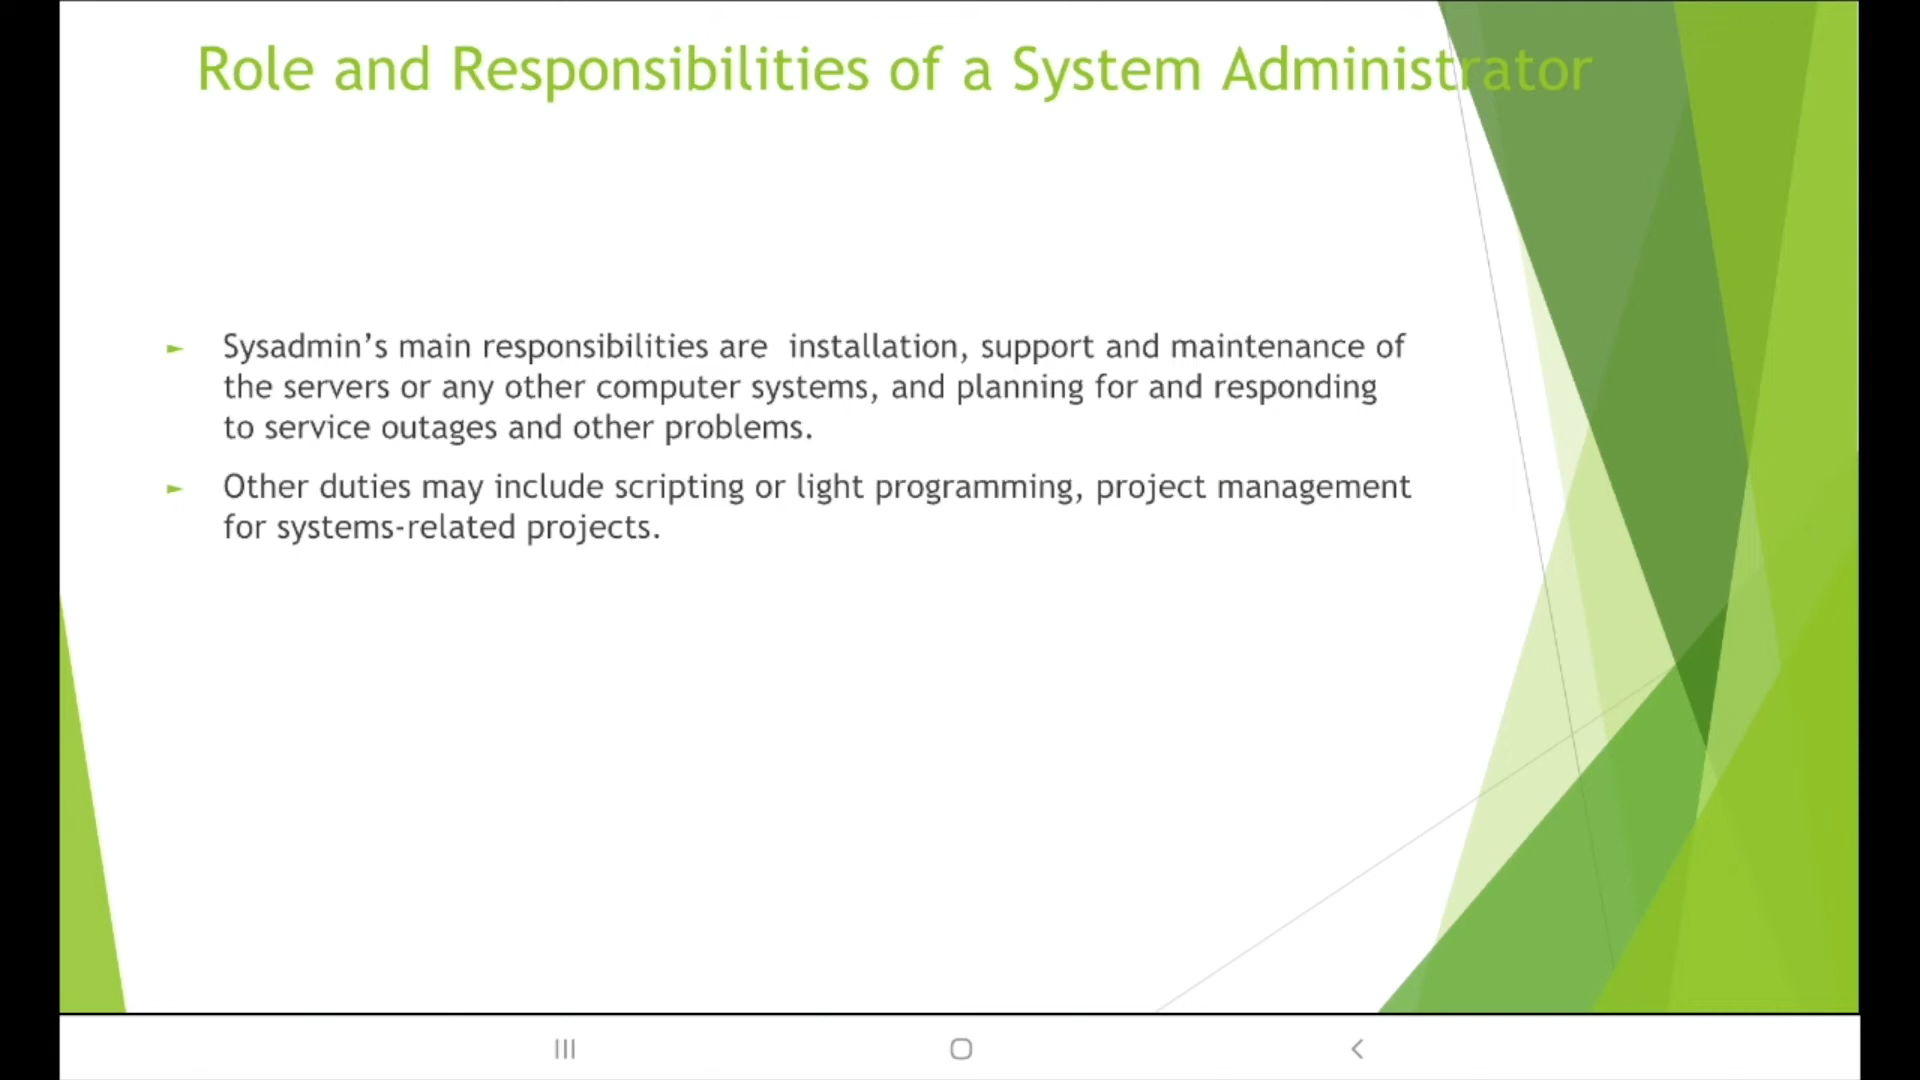 Role and Responsibilities of a System Administrator
Sysadmin’s main responsibilities are  installation, support and maintenance of
the servers or any other computer systems, and planning for and responding
to service outages and other problems.
Other duties may include scripting or light programming, project management
for systems-related projects.